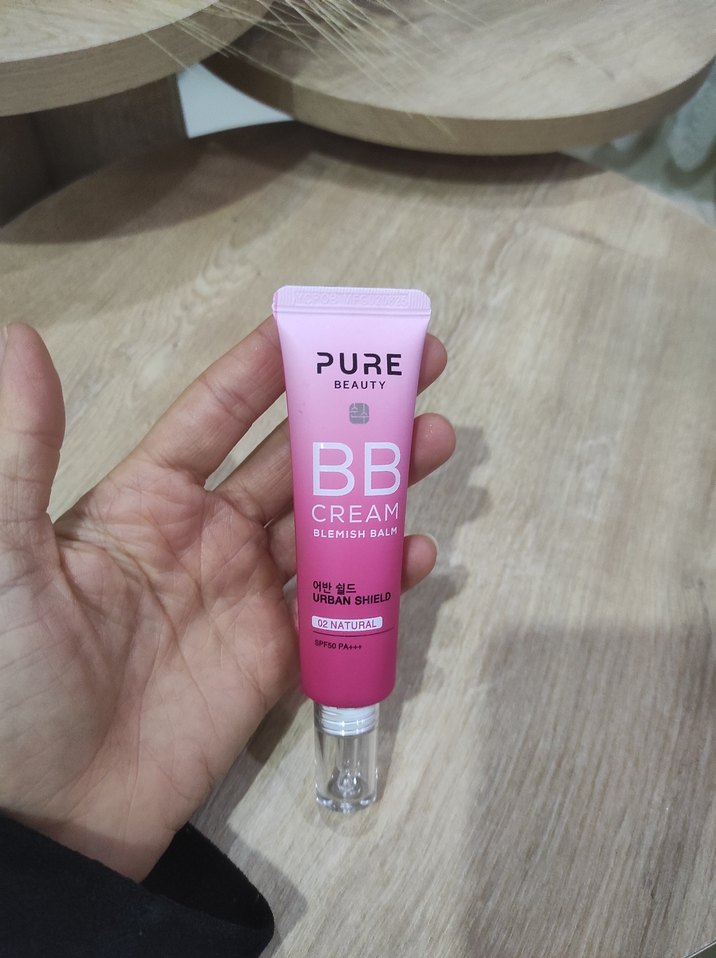 PURE
BEAUTY
BB
CREAM
BLEMISH BALM
어반 쉴드
URBAN SHIELD
02 NATURAL
SPF50 PA+++